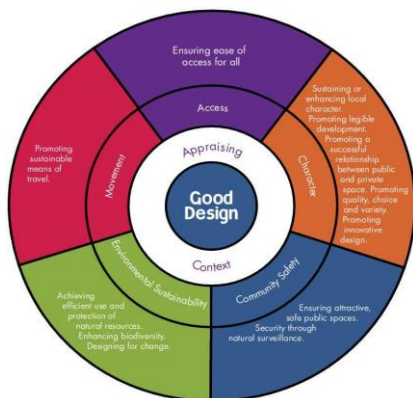 Ensuring ease of
access for all
Access
Sustaining or
enhancing local
character.
Promoting legible
development.
Promoting a
successful
relationship
between public
and private
space. Promoting
quality, choice
and variety.
Promoting
innovative
design.
Character
Promoting
sustainable
means of
travel.
Movement
Appraising
Good
Design
Context
Environmental Sustainability
Achieving
efficient use and
protection of
natural resources.
Enhancing biodiversity.
Designing for change.
Community Safety
Ensuring attractive,
safe public spaces.
Security through
natural surveillance.